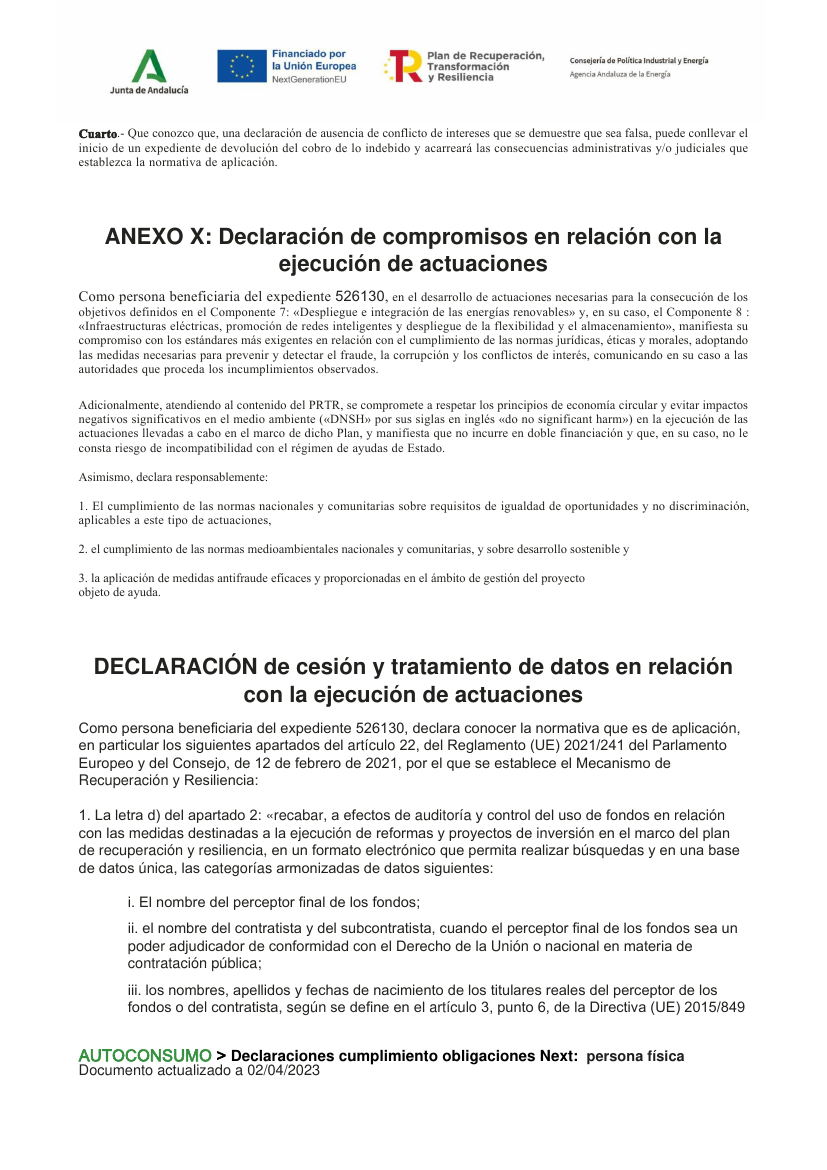 Junta de Andalucía
Financiado por
la Unión Europea
NextGenerationEU
Plan de Recuperación,
Transformación
y Resiliencia
Consejería de Política Industrial y Energía
Agencia Andaluza de la Energía
Cuarto.- Que conozco que, una declaración de ausencia de conflicto de intereses que se demuestre que sea falsa, puede conllevar el
inicio de un expediente de devolución del cobro de lo indebido y acarreará las consecuencias administrativas y/o judiciales que
establezca la normativa de aplicación.
ANEXO X: Declaración de compromisos en relación con la
ejecución de actuaciones
Como persona beneficiaria del expediente 526130, en el desarrollo de actuaciones necesarias para la consecución de los
objetivos definidos en el Componente 7: «Despliegue e integración de las energías renovables» y, en su caso, el Componente 8 :
«Infraestructuras eléctricas, promoción de redes inteligentes y despliegue de la flexibilidad y el almacenamiento», manifiesta su
compromiso con los estándares más exigentes en relación con el cumplimiento de las normas jurídicas, éticas y morales, adoptando
las medidas necesarias para prevenir y detectar el fraude, la corrupción y los conflictos de interés, comunicando en su caso a las
autoridades que proceda los incumplimientos observados.
Adicionalmente, atendiendo al contenido del PRTR, se compromete a respetar los principios de economía circular y evitar impactos
negativos significativos en el medio ambiente («DNSH» por sus siglas en inglés «do no significant harm») en la ejecución de las
actuaciones llevadas a cabo en el marco de dicho Plan, y manifiesta que no incurre en doble financiación y que, en su caso, no le
consta riesgo de incompatibilidad con el régimen de ayudas de Estado.
Asimismo, declara responsablemente:
1. El cumplimiento de las normas nacionales y comunitarias sobre requisitos de igualdad de oportunidades y no discriminación,
aplicables a este tipo de actuaciones,
2. el cumplimiento de las normas medioambientales nacionales y comunitarias, y sobre desarrollo sostenible y
3. la aplicación de medidas antifraude eficaces y proporcionadas en el ámbito de gestión del proyecto
objeto de ayuda.
DECLARACIÓN de cesión y tratamiento de datos en relación
con la ejecución de actuaciones
Como persona beneficiaria del expediente 526130, declara conocer la normativa que es de aplicación,
en particular los siguientes apartados del artículo 22, del Reglamento (UE) 2021/241 del Parlamento
Europeo y del Consejo, de 12 de febrero de 2021, por el que se establece el Mecanismo de
Recuperación y Resiliencia:
1. La letra d) del apartado 2: «recabar, a efectos de auditoría y control del uso de fondos en relación
con las medidas destinadas a la ejecución de reformas y proyectos de inversión en el marco del plan
de recuperación y resiliencia, en un formato electrónico que permita realizar búsquedas y en una base
de datos única, las categorías armonizadas de datos siguientes:
i. El nombre del perceptor final de los fondos;
ii. el nombre del contratista y del subcontratista, cuando el perceptor final de los fondos sea un
poder adjudicador de conformidad con el Derecho de la Unión o nacional en materia de
contratación pública;
iii. los nombres, apellidos y fechas de nacimiento de los titulares reales del perceptor de los
fondos o del contratista, según se define en el artículo 3, punto 6, de la Directiva (UE) 2015/849
AUTOCONSUMO > Declaraciones cumplimiento obligaciones Next: persona física
Documento actualizado a 02/04/2023